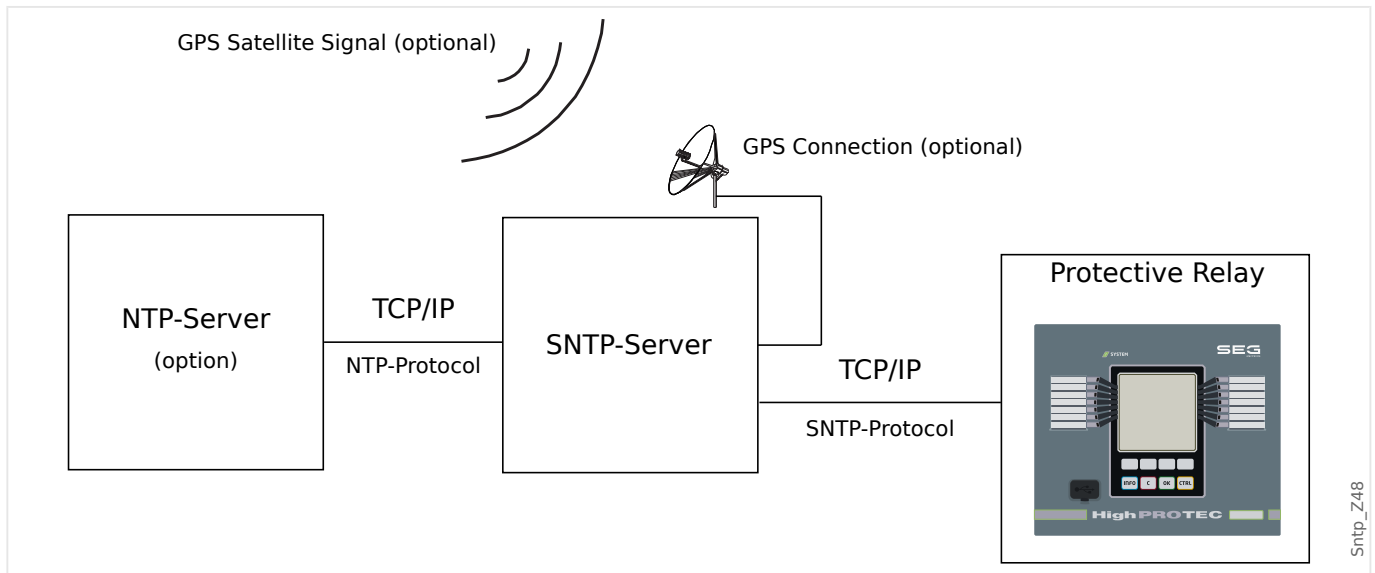 GPS Satellite Signal (optional)
GPS Connection (optional)
NTP-Server
(option)
TCP/IP
NTP-Protocol
SNTP-Server
TCP/IP
SNTP-Protocol
Protective Relay
SYSTEM
SEG
INFO C OK CTRL
HighPROTEC
Sntp_Z48